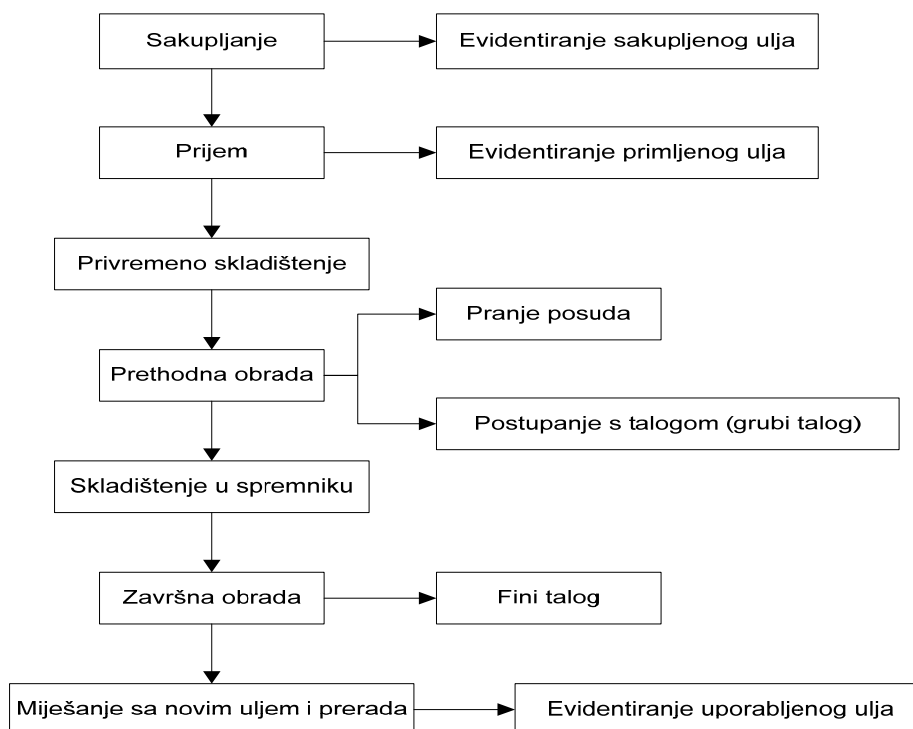 Sakupljanje
Evidentiranje sakupljenog ulja
Prijem
Evidentiranje primljenog ulja
Privremeno skladištenje
Pranje posuda
Prethodna obrada
Postupanje s talogom (grubi talog)
Skladištenje u spremniku
Završna obrada
Fini talog
Miješanje sa novim uljem i prerada
Evidentiranje uporabljenog ulja